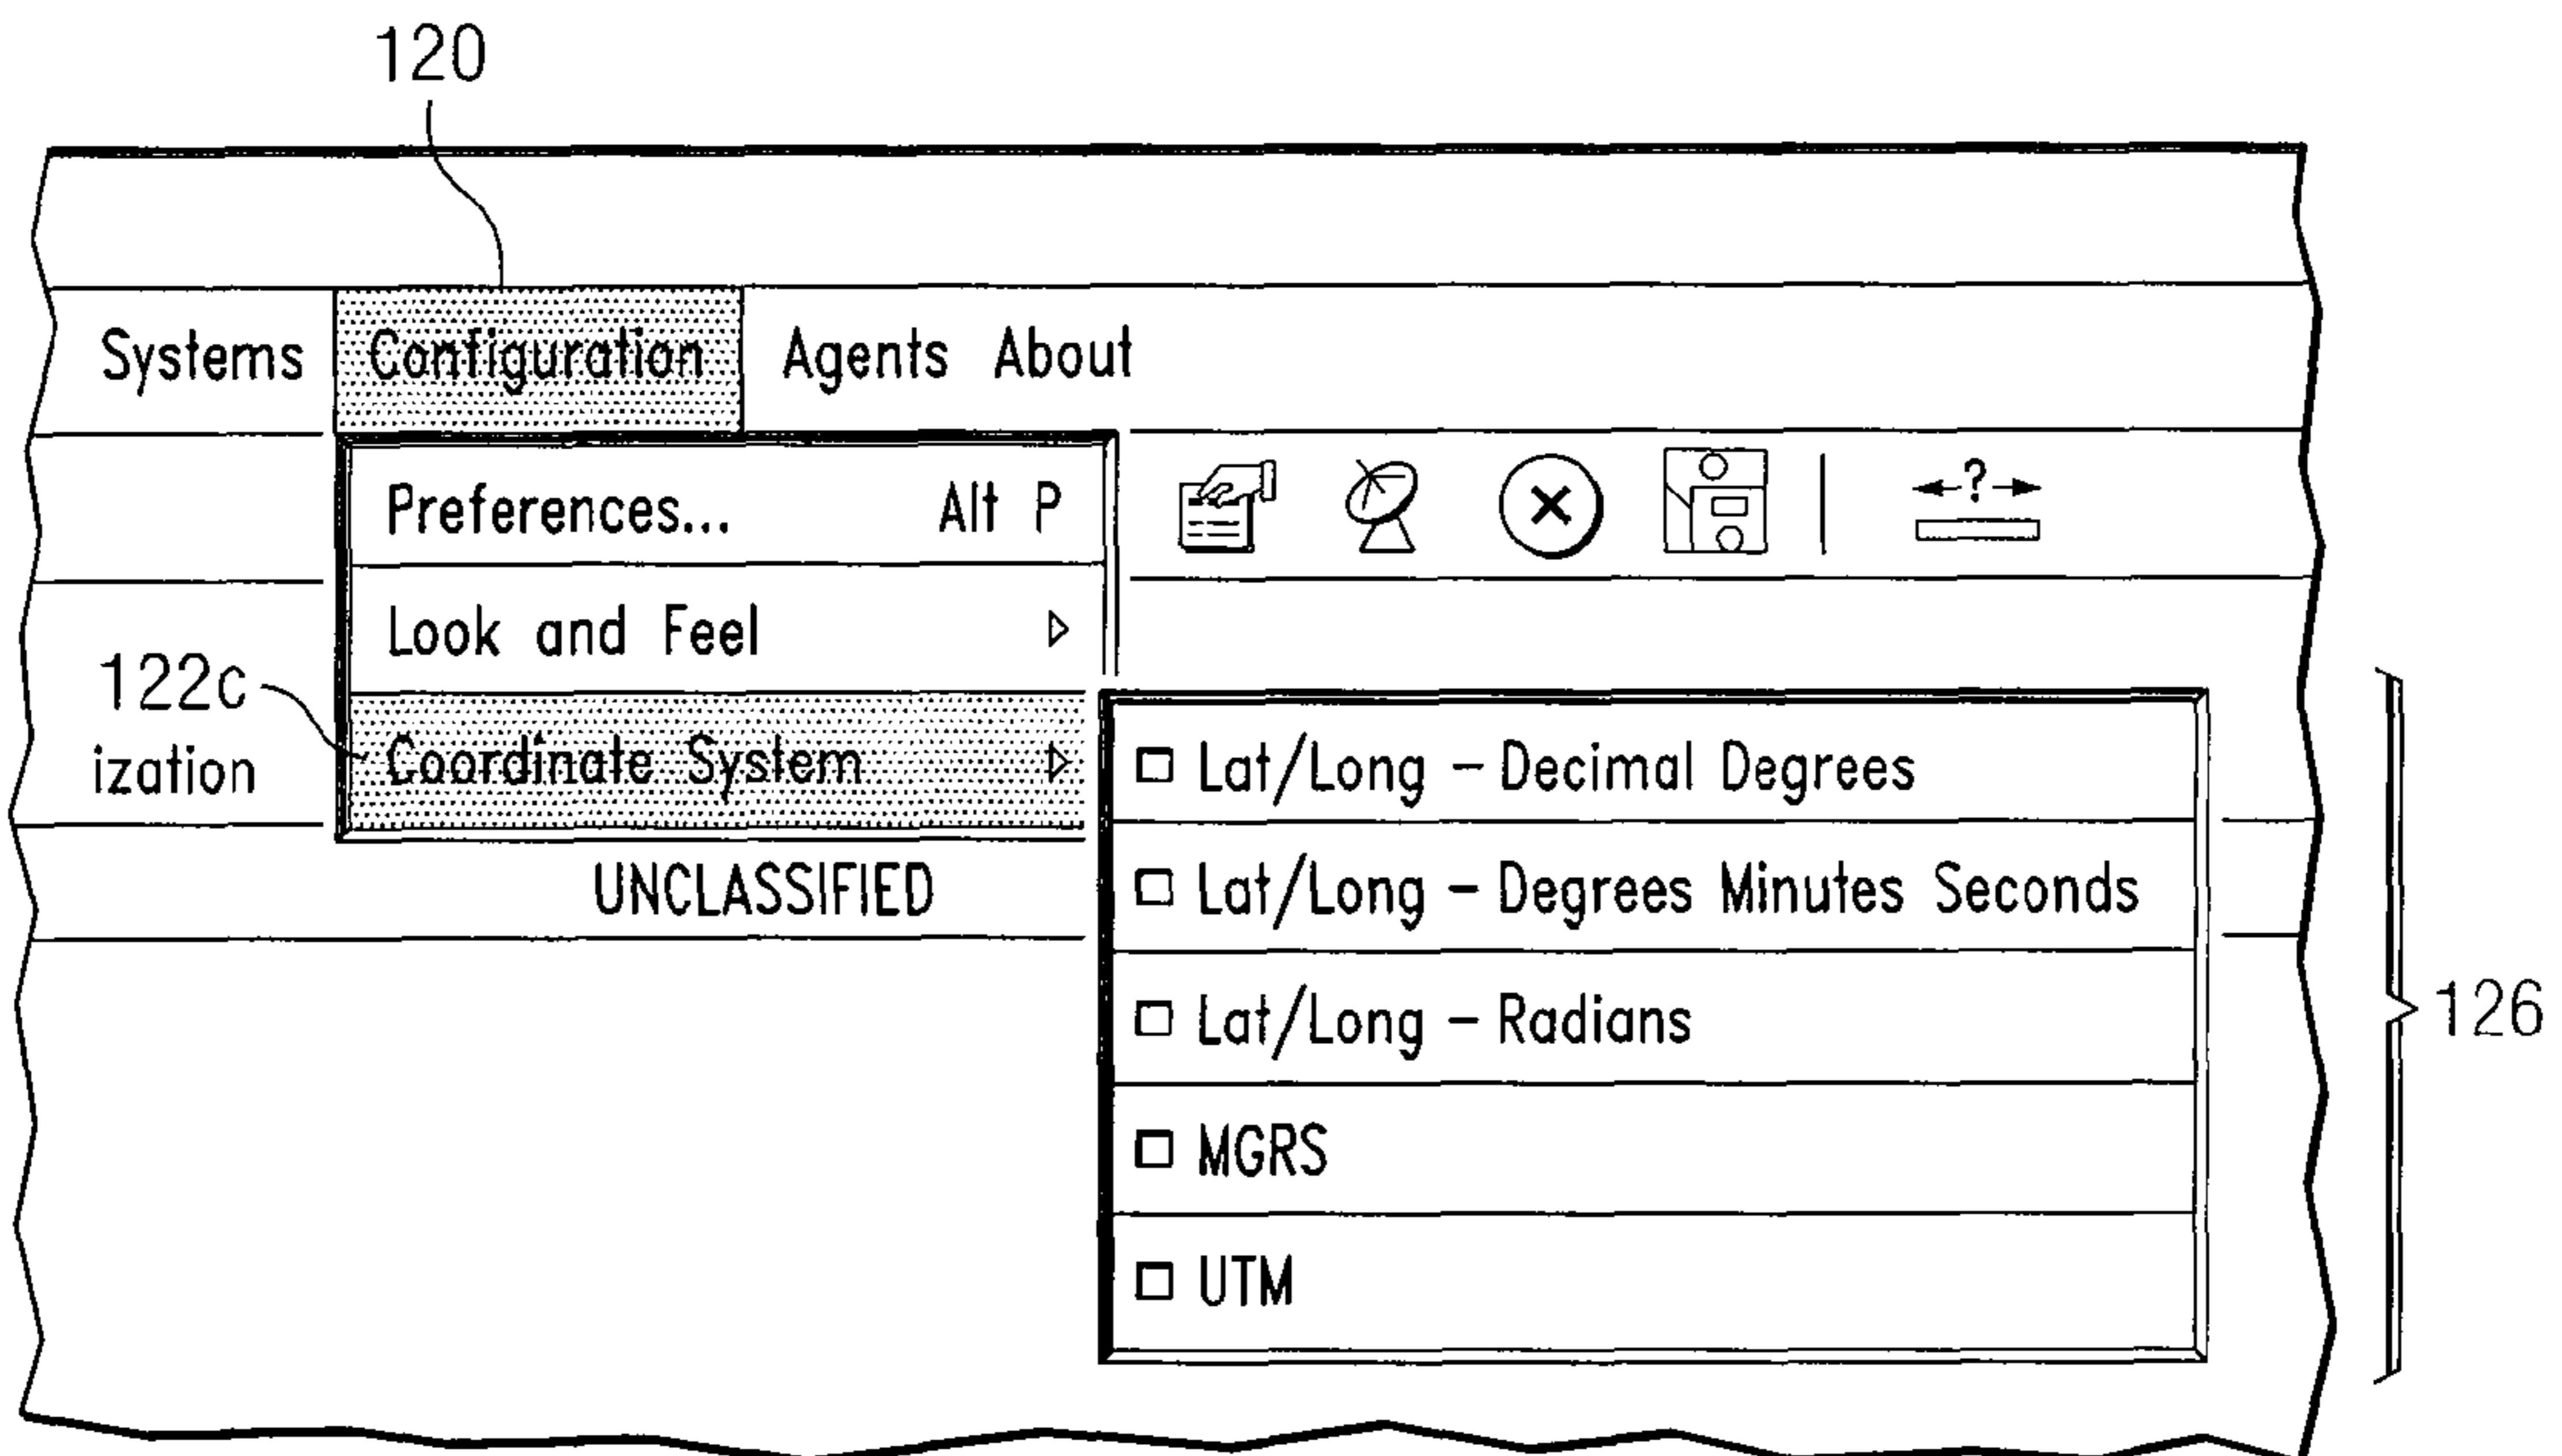 120
Systems Configuration Agents About
Preferences... Alt P
?
Look and Feel
122c
Coordinate System
ization
Lat/Long – Decimal Degrees
UNCLASSIFIED
Lat/Long – Degrees Minutes Seconds
Lat/Long – Radians
126
MGRS
UTM